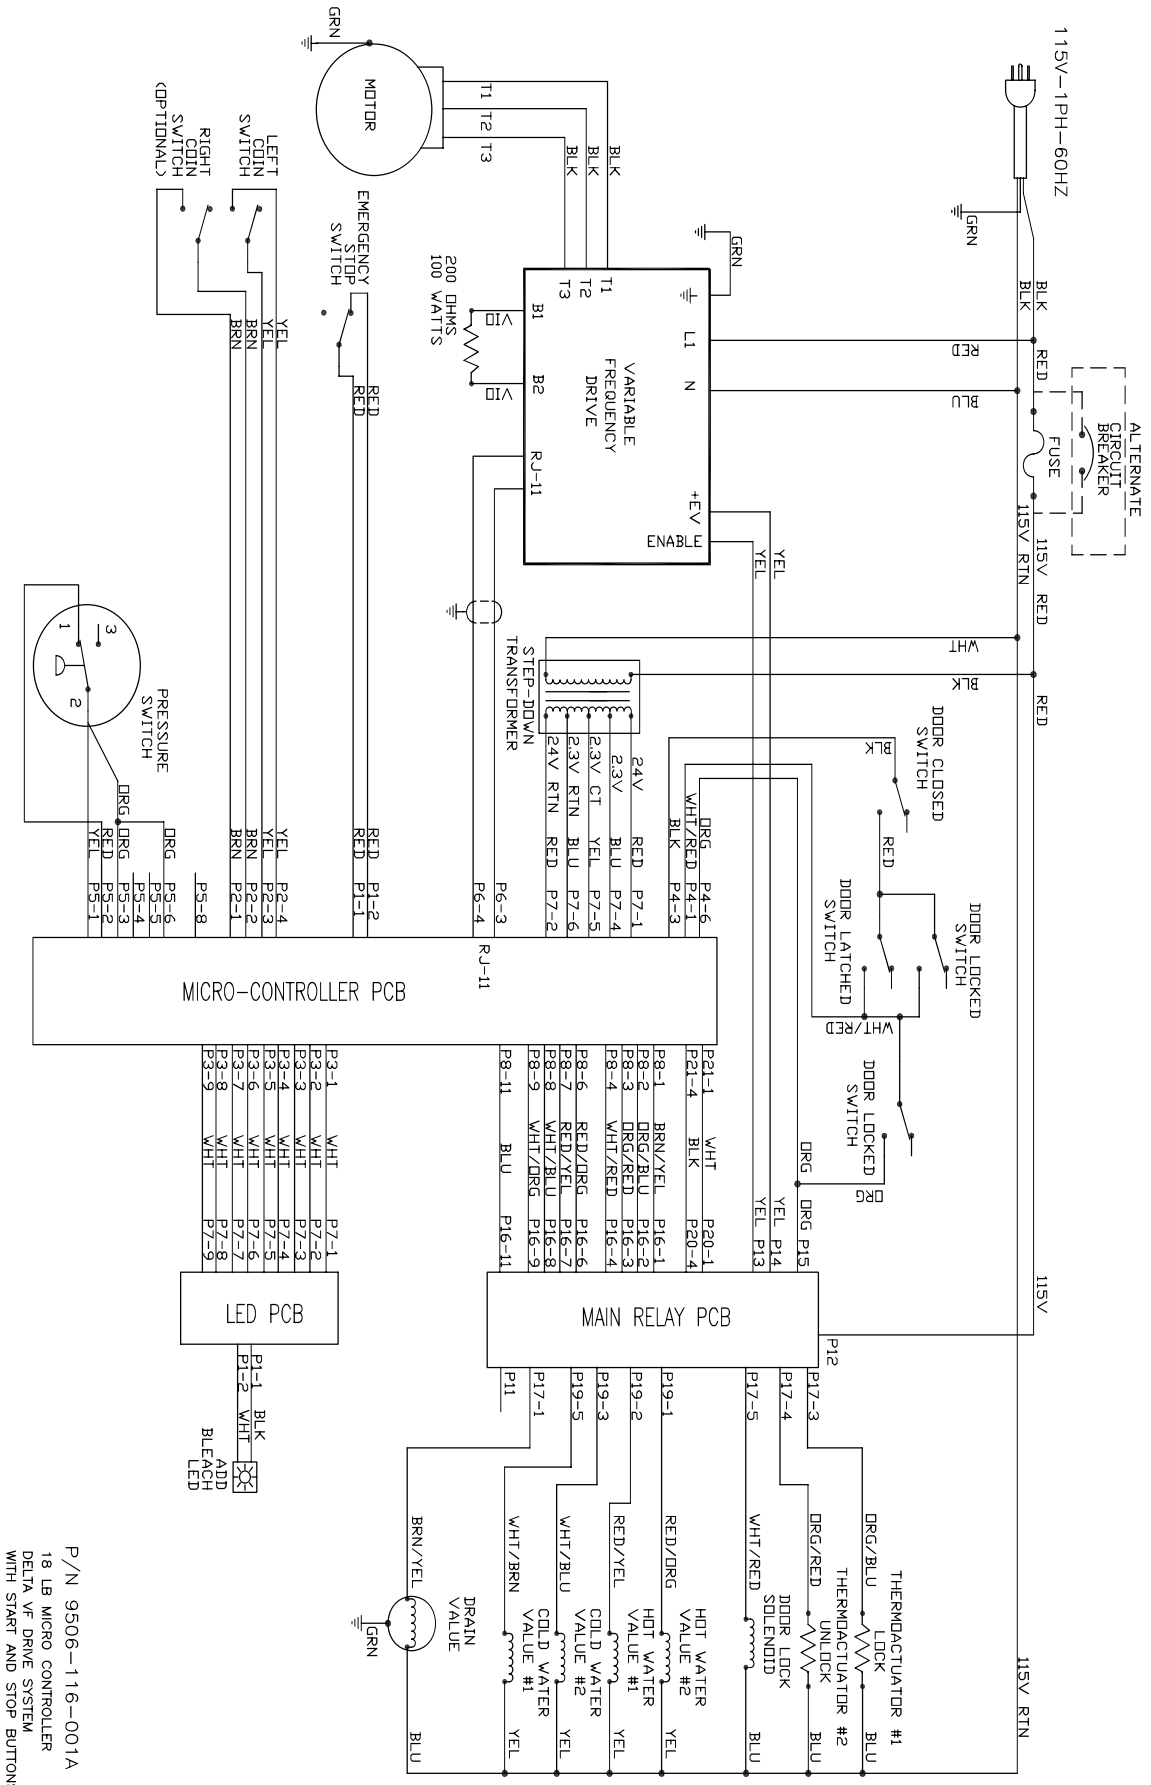 115V-1PH-60HZ
GRN
BLK
BLK
RED
BLU
RED
ALTERNATE
CIRCUIT
BREAKER
FUSE
115V
115V RTN
RED
WHT
BLK
RED
115V
115V RTN
GRN
MOTOR
T1
T2
T3
BLK
BLK
BLK
GRN
T1
T2
T3
L1
N
VARIABLE
FREQUENCY
DRIVE
+EV
ENABLE
B1
B2
RJ-11
VIO
VIO
200 OHMS
100 WATTS
YEL
YEL
EMERGENCY
STOP
SWITCH
RED
RED
LEFT
COIN
SWITCH
RIGHT
COIN
SWITCH
(OPTIONAL)
YEL
YEL
BRN
BRN
STEP-DOWN
TRANSFORMER
24V
2.3V
2.3V CT
2.3V RTN
24V RTN
RED
BLU
YEL
BLU
RED
P7-1
P7-4
P7-5
P7-6
P7-2
DOOR CLOSED
SWITCH
BLK
RED
DOOR LATCHED
SWITCH
DOOR LOCKED
SWITCH
WHT/RED
DOOR LOCKED
SWITCH
ORG
ORG
ORG P15
YEL P14
YEL P13
ORG P4-6
WHT/RED P4-1
BLK P4-3
P6-3
P6-4
RED P1-2
RED P1-1
YEL P2-4
YEL P2-3
BRN P2-2
BRN P2-1
P5-8
ORG P5-6
P5-5
P5-4
ORG P5-3
RED P5-2
YEL P5-1
ORG
PRESSURE
SWITCH
1
2
3
MICRO-CONTROLLER PCB
RJ-11
P21-1 WHT P20-1
P21-4 BLK P20-4
P8-1 BRN/YEL P16-1
P8-2 ORG/BLU P16-2
P8-3 ORG/RED P16-3
P8-4 WHT/RED P16-4
P8-6 RED/ORG P16-6
P8-7 RED/YEL P16-7
P8-8 WHT/BLU P16-8
P8-9 WHT/ORG P16-9
P8-11 BLU P16-11
P3-1 WHT P7-1
P3-2 WHT P7-2
P3-3 WHT P7-3
P3-4 WHT P7-4
P3-5 WHT P7-5
P3-6 WHT P7-6
P3-7 WHT P7-7
P3-8 WHT P7-8
P3-9 WHT P7-9
MAIN RELAY PCB
LED PCB
P12
P1-1 BLK
P1-2 WHT
ADD
BLEACH
LED
P17-3
P17-4
P17-5
P19-1
P19-2
P19-3
P19-5
P17-1
P11
THERMOACTUATOR #1
LOCK
ORG/BLU
BLU
THERMOACTUATOR #2
UNLOCK
ORG/RED
BLU
DOOR LOCK
SOLENOID
WHT/RED
BLU
HOT WATER
VALUE #2
RED/ORG
YEL
HOT WATER
VALUE #1
RED/YEL
YEL
COLD WATER
VALUE #2
WHT/BLU
YEL
COLD WATER
VALUE #1
WHT/BRN
YEL
DRAIN
VALUE
BRN/YEL
GRN
BLU
P/N 9506-116-001A
18 LB MICRO CONTROLLER
DELTA VF DRIVE SYSTEM
WITH START AND STOP BUTTON